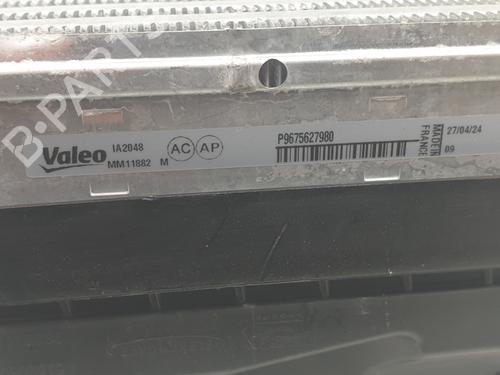 B-PARTS
Valeo
IA2048
MM11882 M
AC AP
P9675627980
MADE IN
FRANCE
27/04/24
09